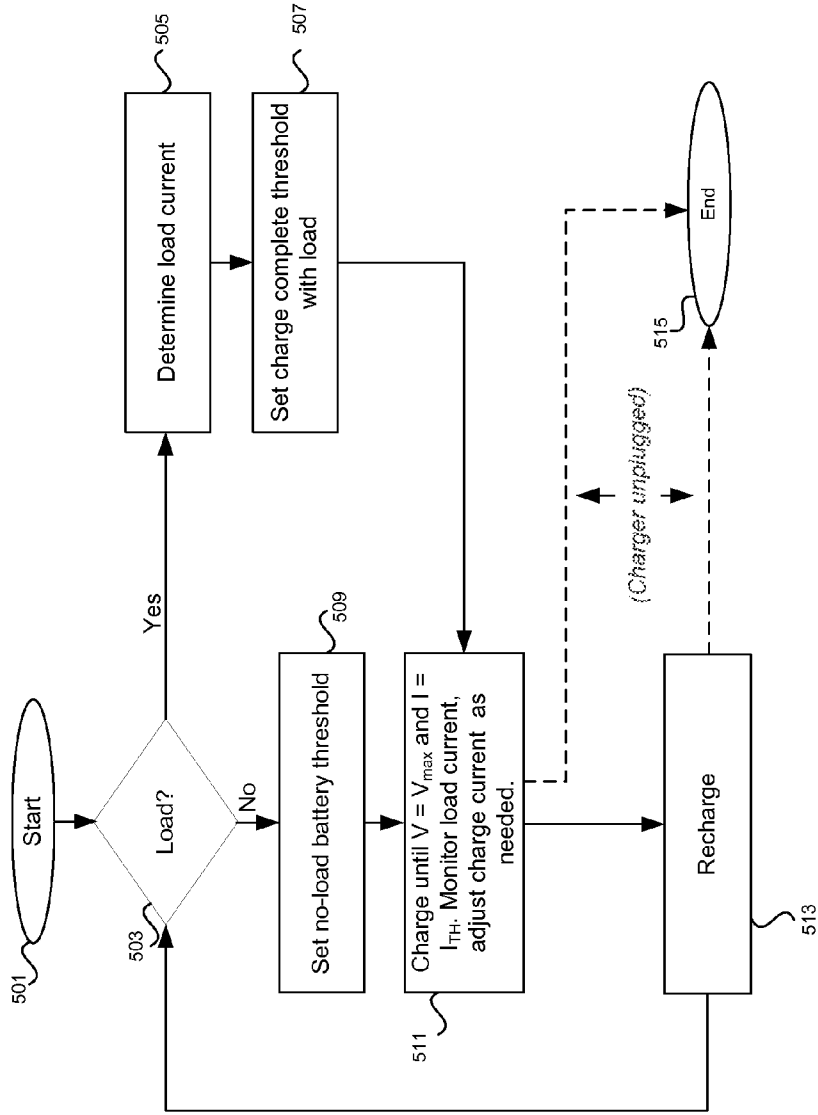 Start
501
Load?
503
Yes
No
Determine load current
505
Set charge complete threshold
with load
507
Set no-load battery threshold
509
Charge until V = Vmax and I =
ITH. Monitor load current,
adjust charge current as
needed.
511
(Charger unplugged)
Recharge
513
End
515